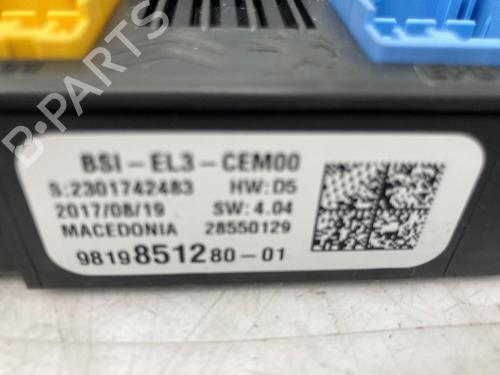 B-PARTS
BSI-EL3-CEM00
S:2301742483 HW:D5
2017/08/19 SW:4.04
MACEDONIA 28550129
9819851280-01